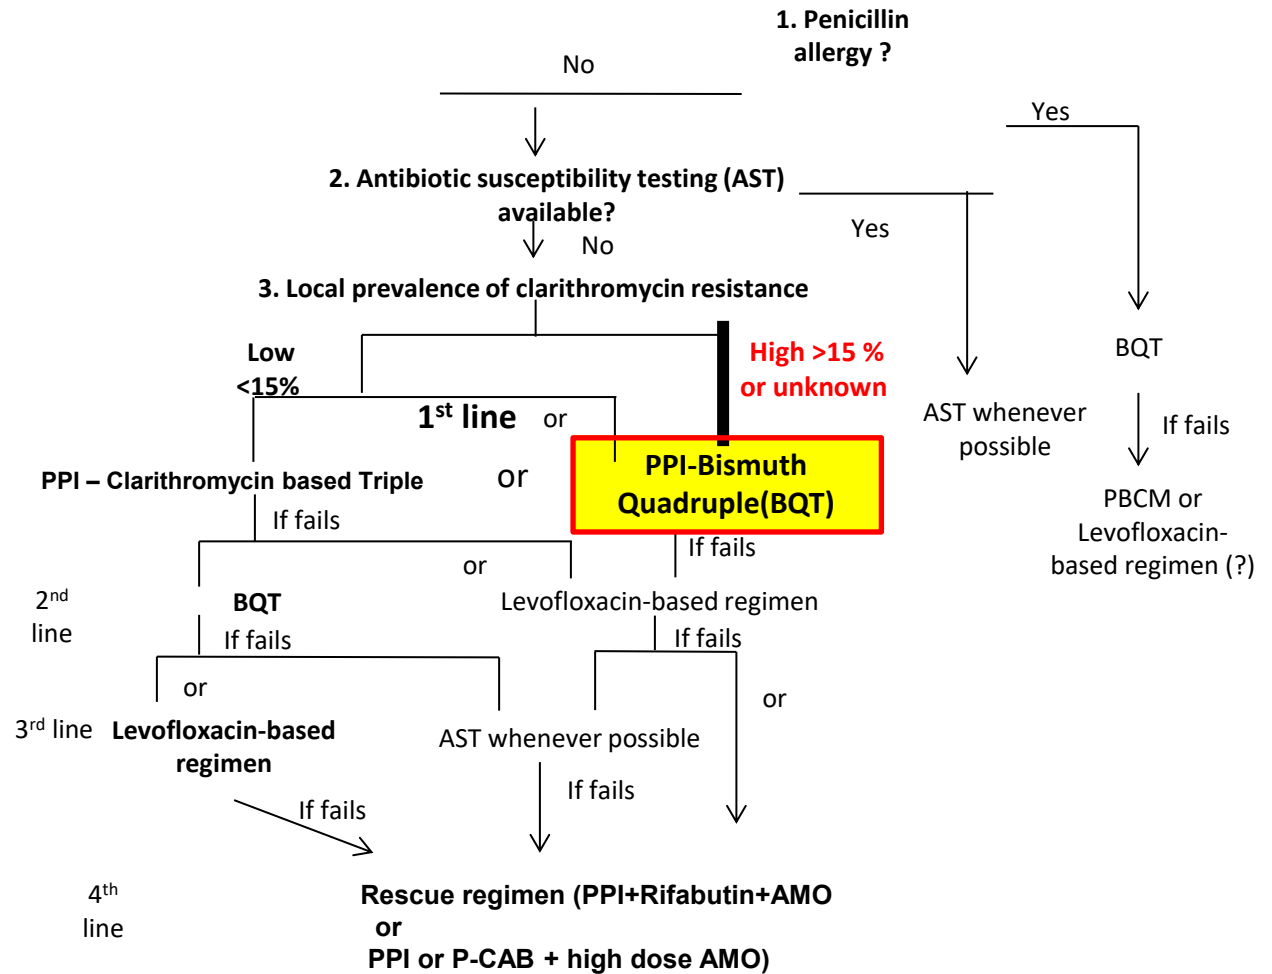 1. Penicillin
allergy ?
No
Yes
2. Antibiotic susceptibility testing (AST)
available?
Yes
No
3. Local prevalence of clarithromycin resistance
Low
<15%
High >15 %
or unknown
BQT
1st line
or
AST whenever
possible
If fails
PPI – Clarithromycin based Triple
or
PPI-Bismuth
Quadruple(BQT)
PBCM or
Levofloxacin-
based regimen (?)
If fails
If fails
or
2nd
line
BQT
Levofloxacin-based regimen
If fails
If fails
or
or
3rd line
Levofloxacin-based
regimen
AST whenever possible
If fails
If fails
4th
line
Rescue regimen (PPI+Rifabutin+AMO
or
PPI or P-CAB + high dose AMO)